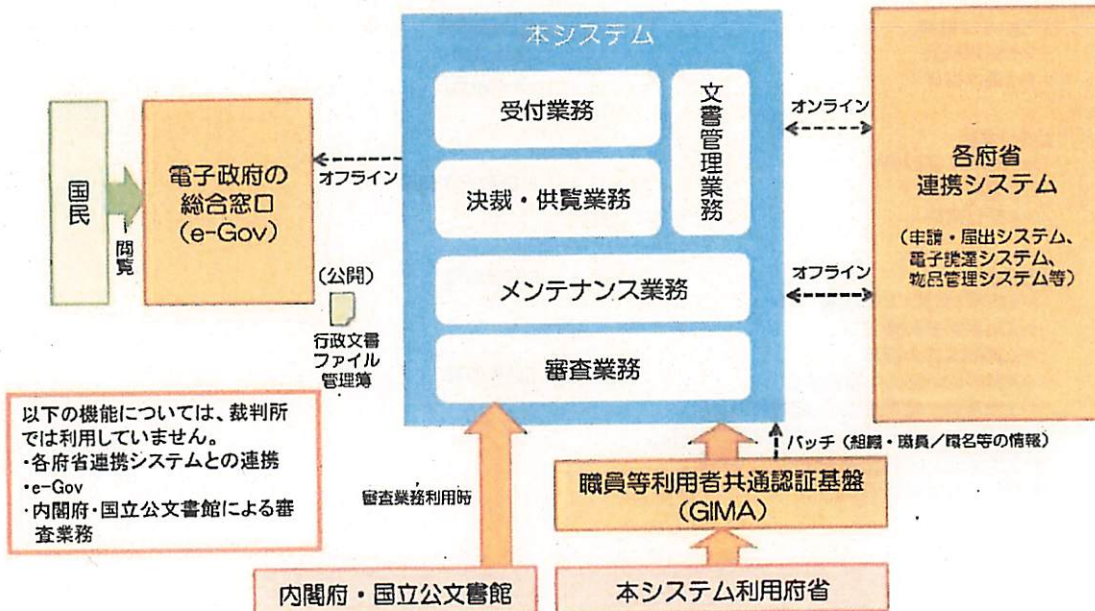 本システム
受付業務
文書管理業務
決裁・供覧業務
メンテナンス業務
審査業務
国民
閲覧
電子政府の
総合窓口
(e-Gov)
オフライン
(公開)
行政文書
ファイル
管理簿
オンライン
オフライン
各府省
連携システム
(申請・届出システム、
電子調達システム、
物品管理システム等)
以下の機能については、裁判所
では利用していません。
・各府省連携システムとの連携
・e-Gov
・内閣府・国立公文書館による審
査業務
審査業務利用時
バッチ(組織・職員/職名等の情報)
職員等利用者共通認証基盤
(GIMA)
内閣府・国立公文書館
本システム利用府省